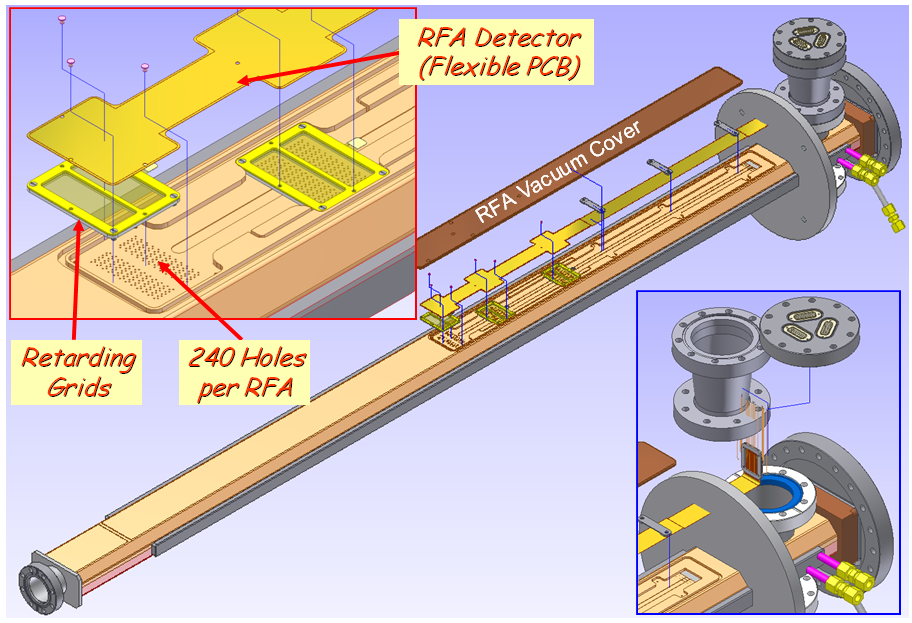 RFA Detector
(Flexible PCB)
RFA Vacuum Cover
Retarding
Grids
240 Holes
per RFA